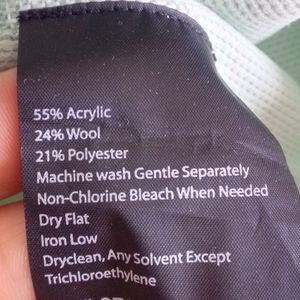 55% Acrylic
24% Wool
21% Polyester
Machine wash Gentle Separately
Non-Chlorine Bleach When Needed
Dry Flat
Iron Low
Dryclean, Any Solvent Except
Trichloroethylene